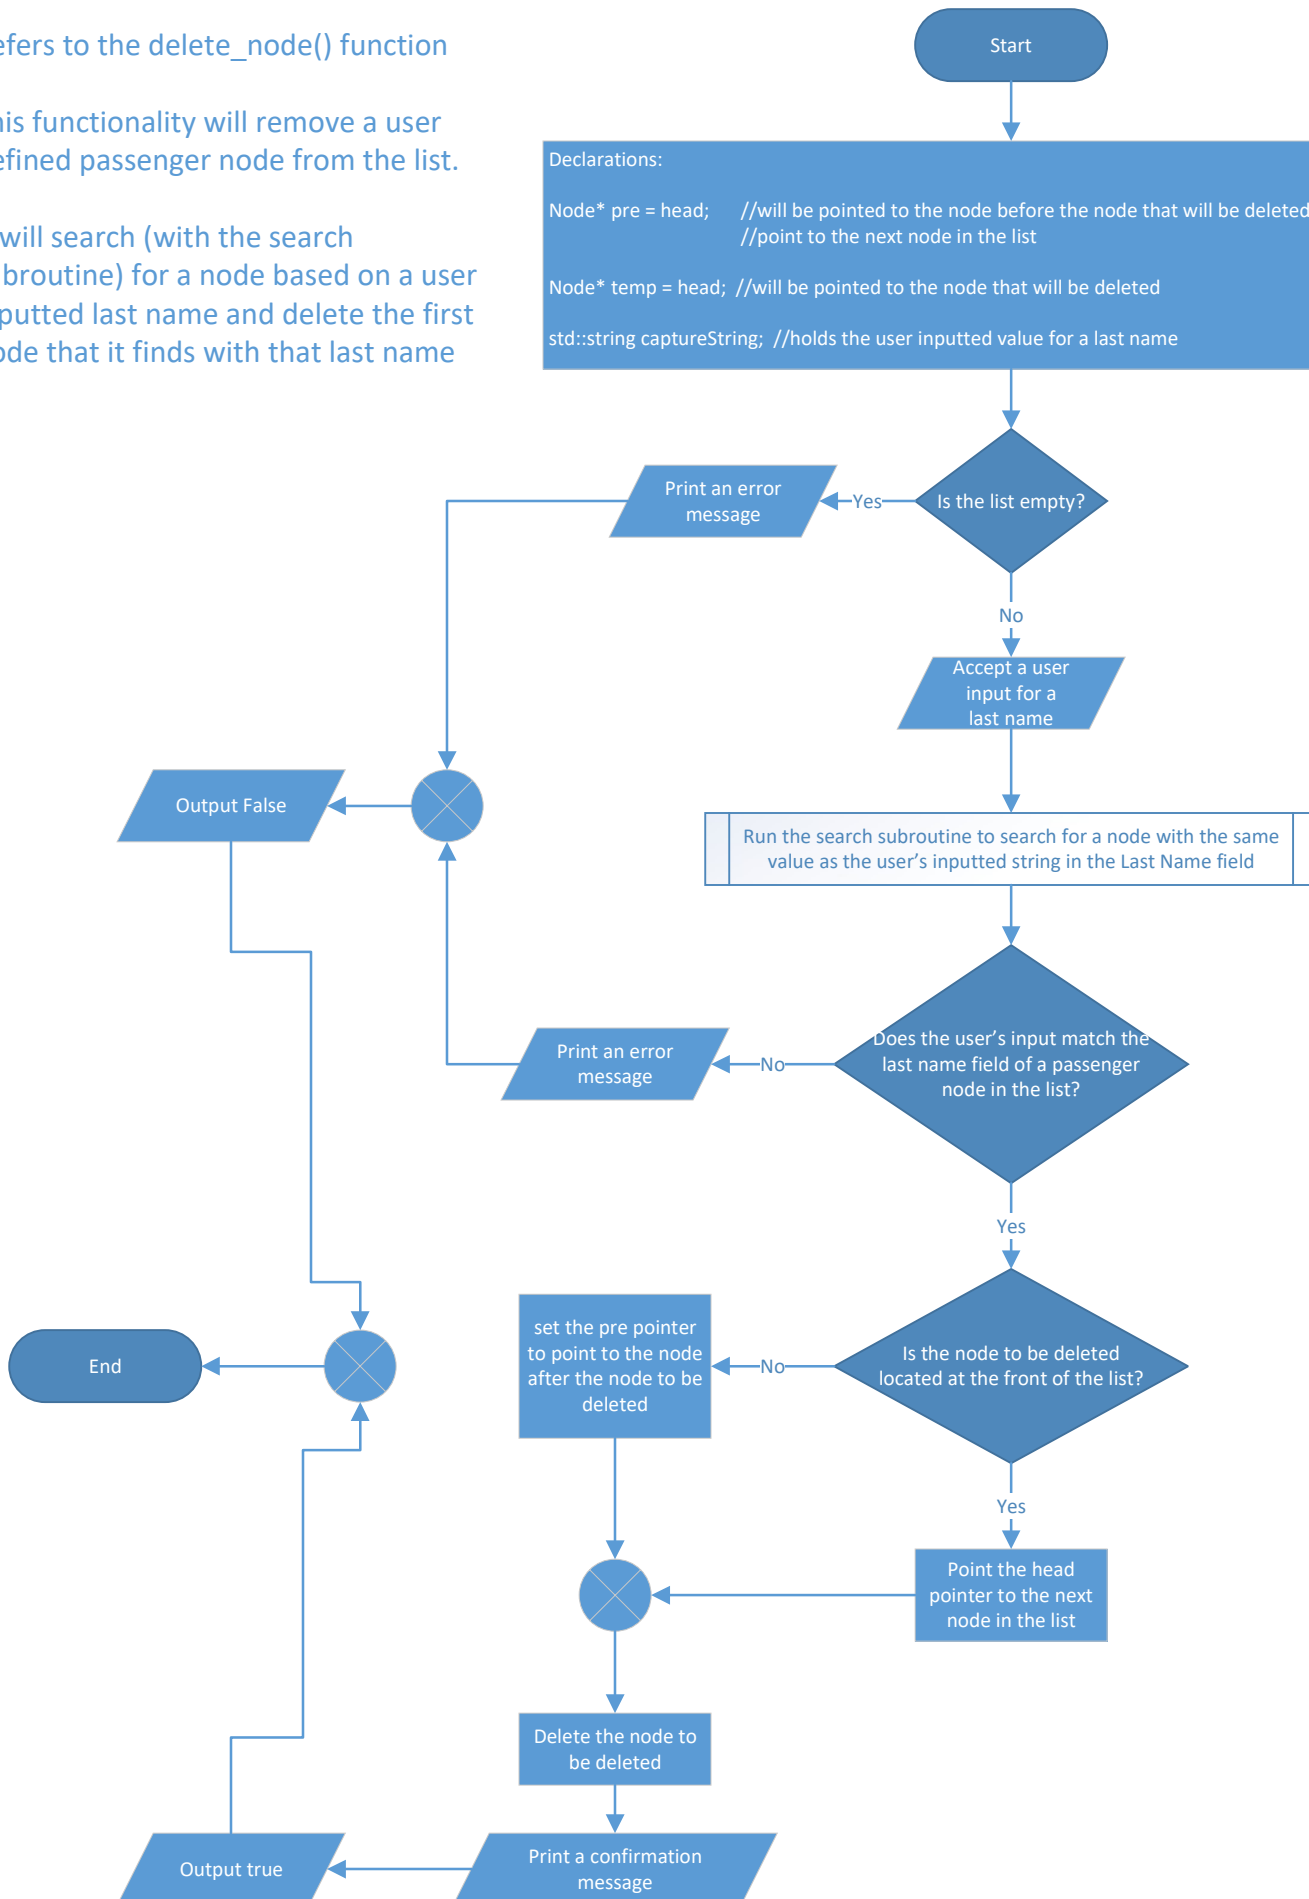 efers to the delete_node() function
his functionality will remove a user
efined passenger node from the list.
will search (with the search
broutine) for a node based on a user
putted last name and delete the first
ode that it finds with that last name
Start
Declarations:
Node* pre = head; //will be pointed to the node before the node that will be deleted
//point to the next node in the list
Node* temp = head; //will be pointed to the node that will be deleted
std::string captureString; //holds the user inputted value for a last name
Is the list empty?
Yes
Print an error
message
No
Accept a user
input for a
last name
Output False
Run the search subroutine to search for a node with the same
value as the user’s inputted string in the Last Name field
Does the user’s input match the
last name field of a passenger
node in the list?
No
Print an error
message
Yes
Is the node to be deleted
located at the front of the list?
No
set the pre pointer
to point to the node
after the node to be
deleted
End
Yes
Point the head
pointer to the next
node in the list
Delete the node to
be deleted
Print a confirmation
message
Output true